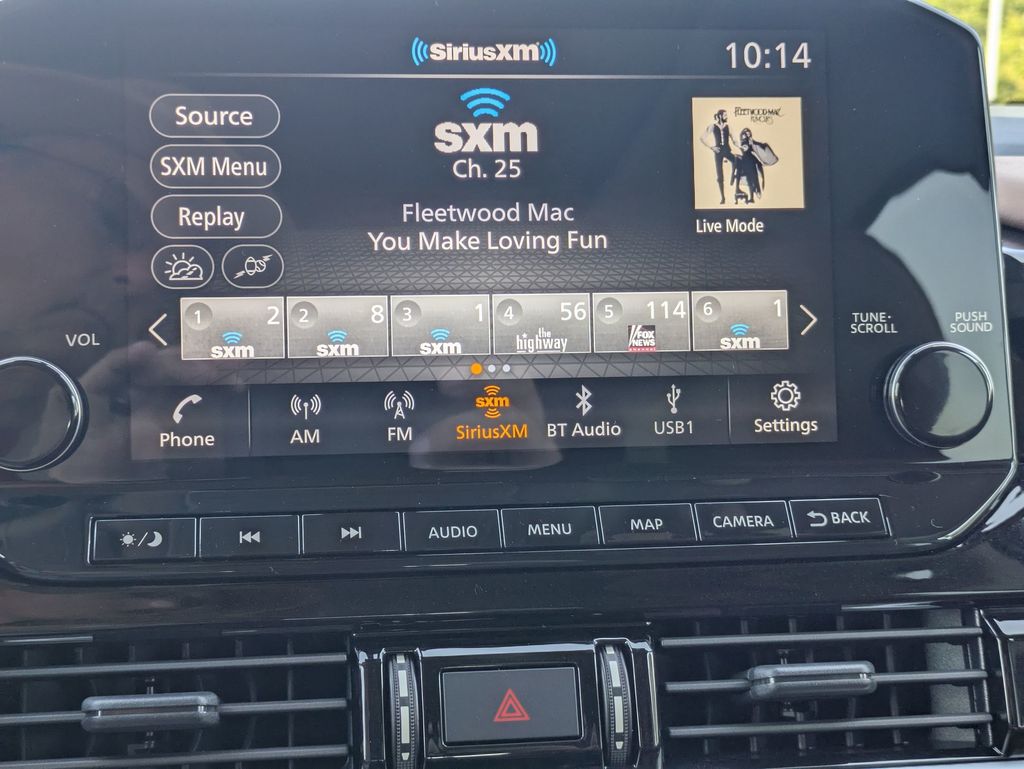 SiriusXM
10:14
Source
SXM Menu
Replay
sxm
Ch. 25
Fleetwood Mac
You Make Loving Fun
FLEETWOOD MAC
Live Mode
1 2 sxm
2 8 sxm
3 1 sxm
4 56 the highway
5 114 FOX NEWS channel
6 1 sxm
VOL
TUNE·
SCROLL
PUSH
SOUND
Phone
AM
FM
sxm
SiriusXM
BT Audio
USB1
Settings
AUDIO
MENU
MAP
CAMERA
BACK